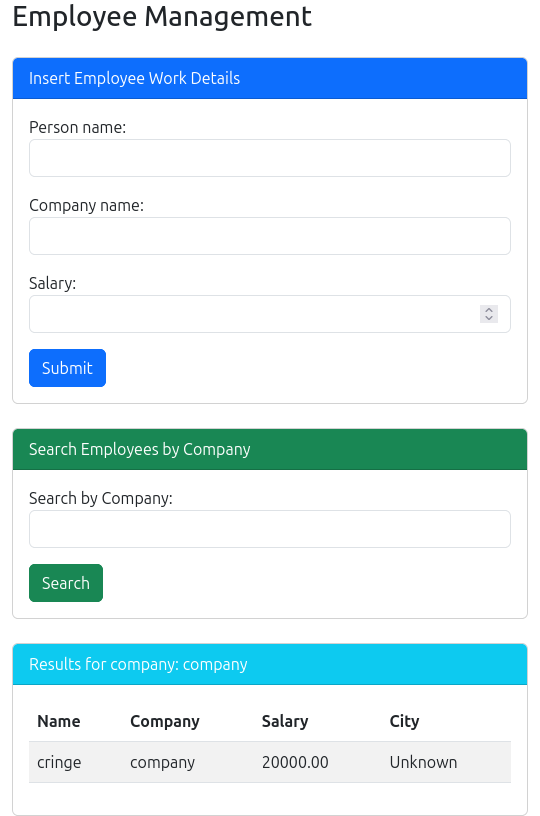 Employee Management
Insert Employee Work Details
Person name:
Company name:
Salary:
Submit
Search Employees by Company
Search by Company:
Search
Results for company: company
Name Company Salary City
cringe company 20000.00 Unknown